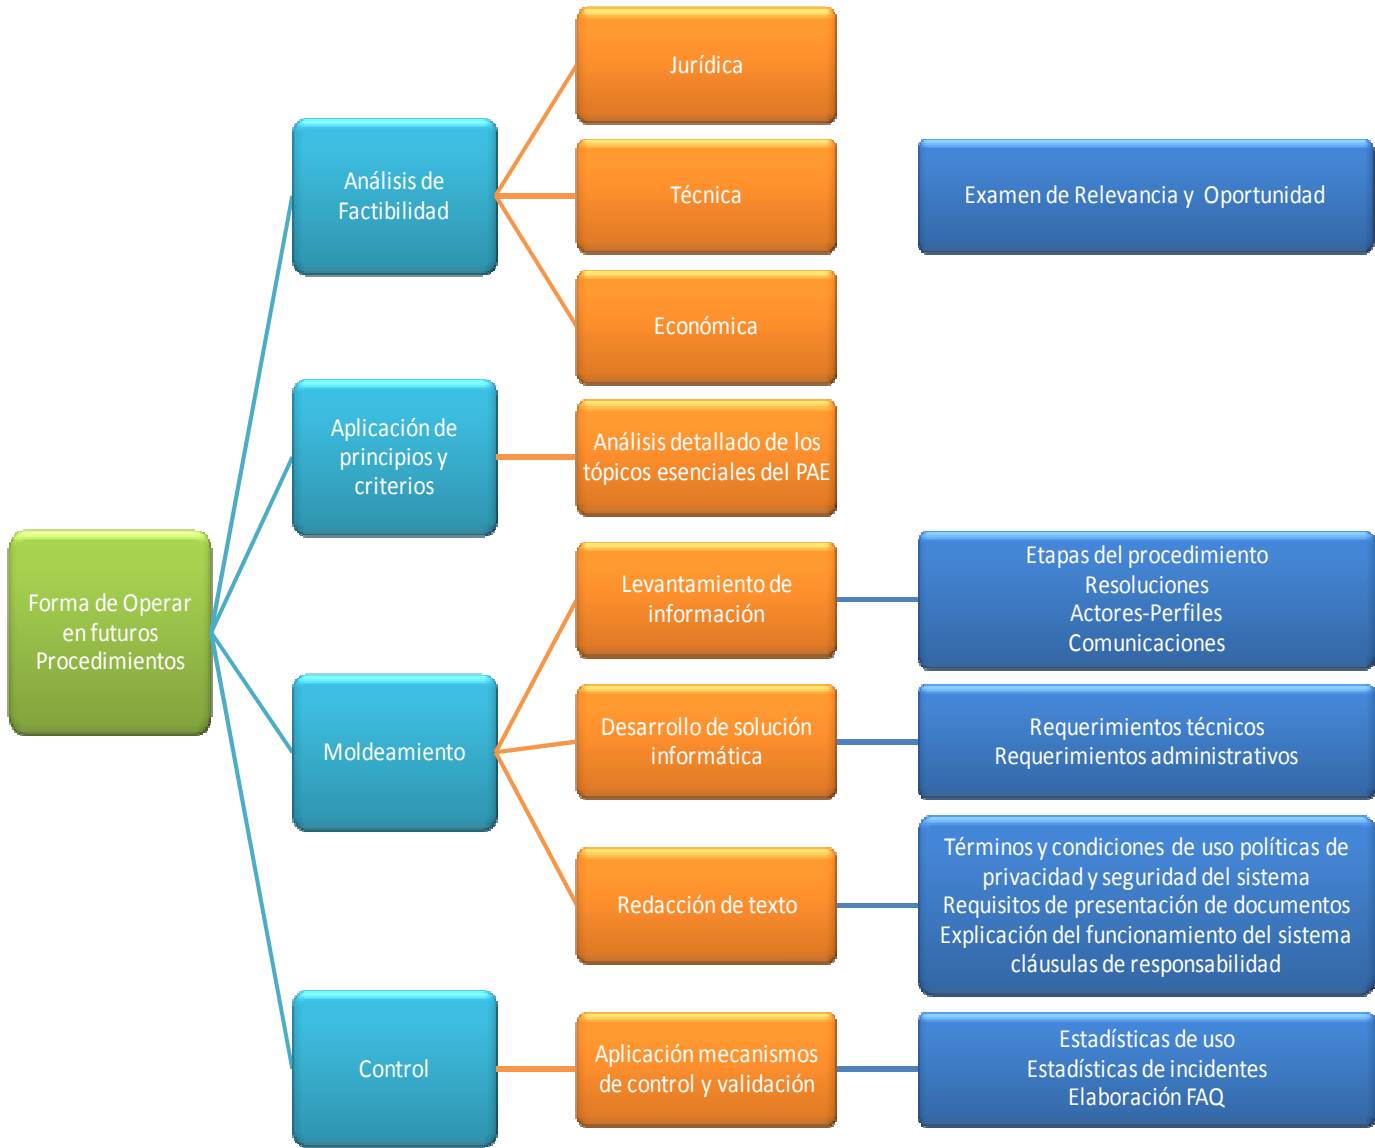 Forma de Operar
en futuros
Procedimientos
Análisis de
Factibilidad
Jurídica
Técnica
Económica
Examen de Relevancia y Oportunidad
Aplicación de
principios y
criterios
Análisis detallado de los
tópicos esenciales del PAE
Moldeamiento
Levantamiento de
información
Etapas del procedimiento
Resoluciones
Actores-Perfiles
Comunicaciones
Desarrollo de solución
informática
Requerimientos técnicos
Requerimientos administrativos
Redacción de texto
Términos y condiciones de uso políticas de
privacidad y seguridad del sistema
Requisitos de presentación de documentos
Explicación del funcionamiento del sistema
cláusulas de responsabilidad
Control
Aplicación mecanismos
de control y validación
Estadísticas de uso
Estadísticas de incidentes
Elaboración FAQ